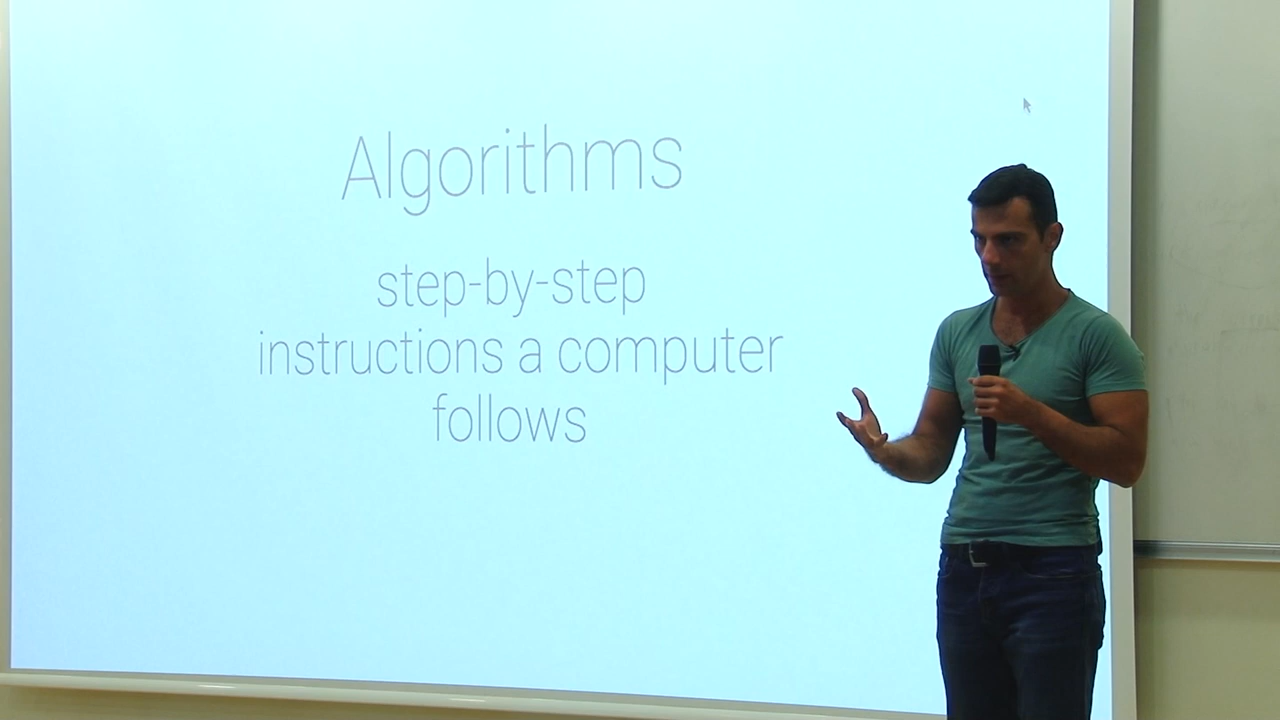 Algorithms
step-by-step
instructions a computer
follows